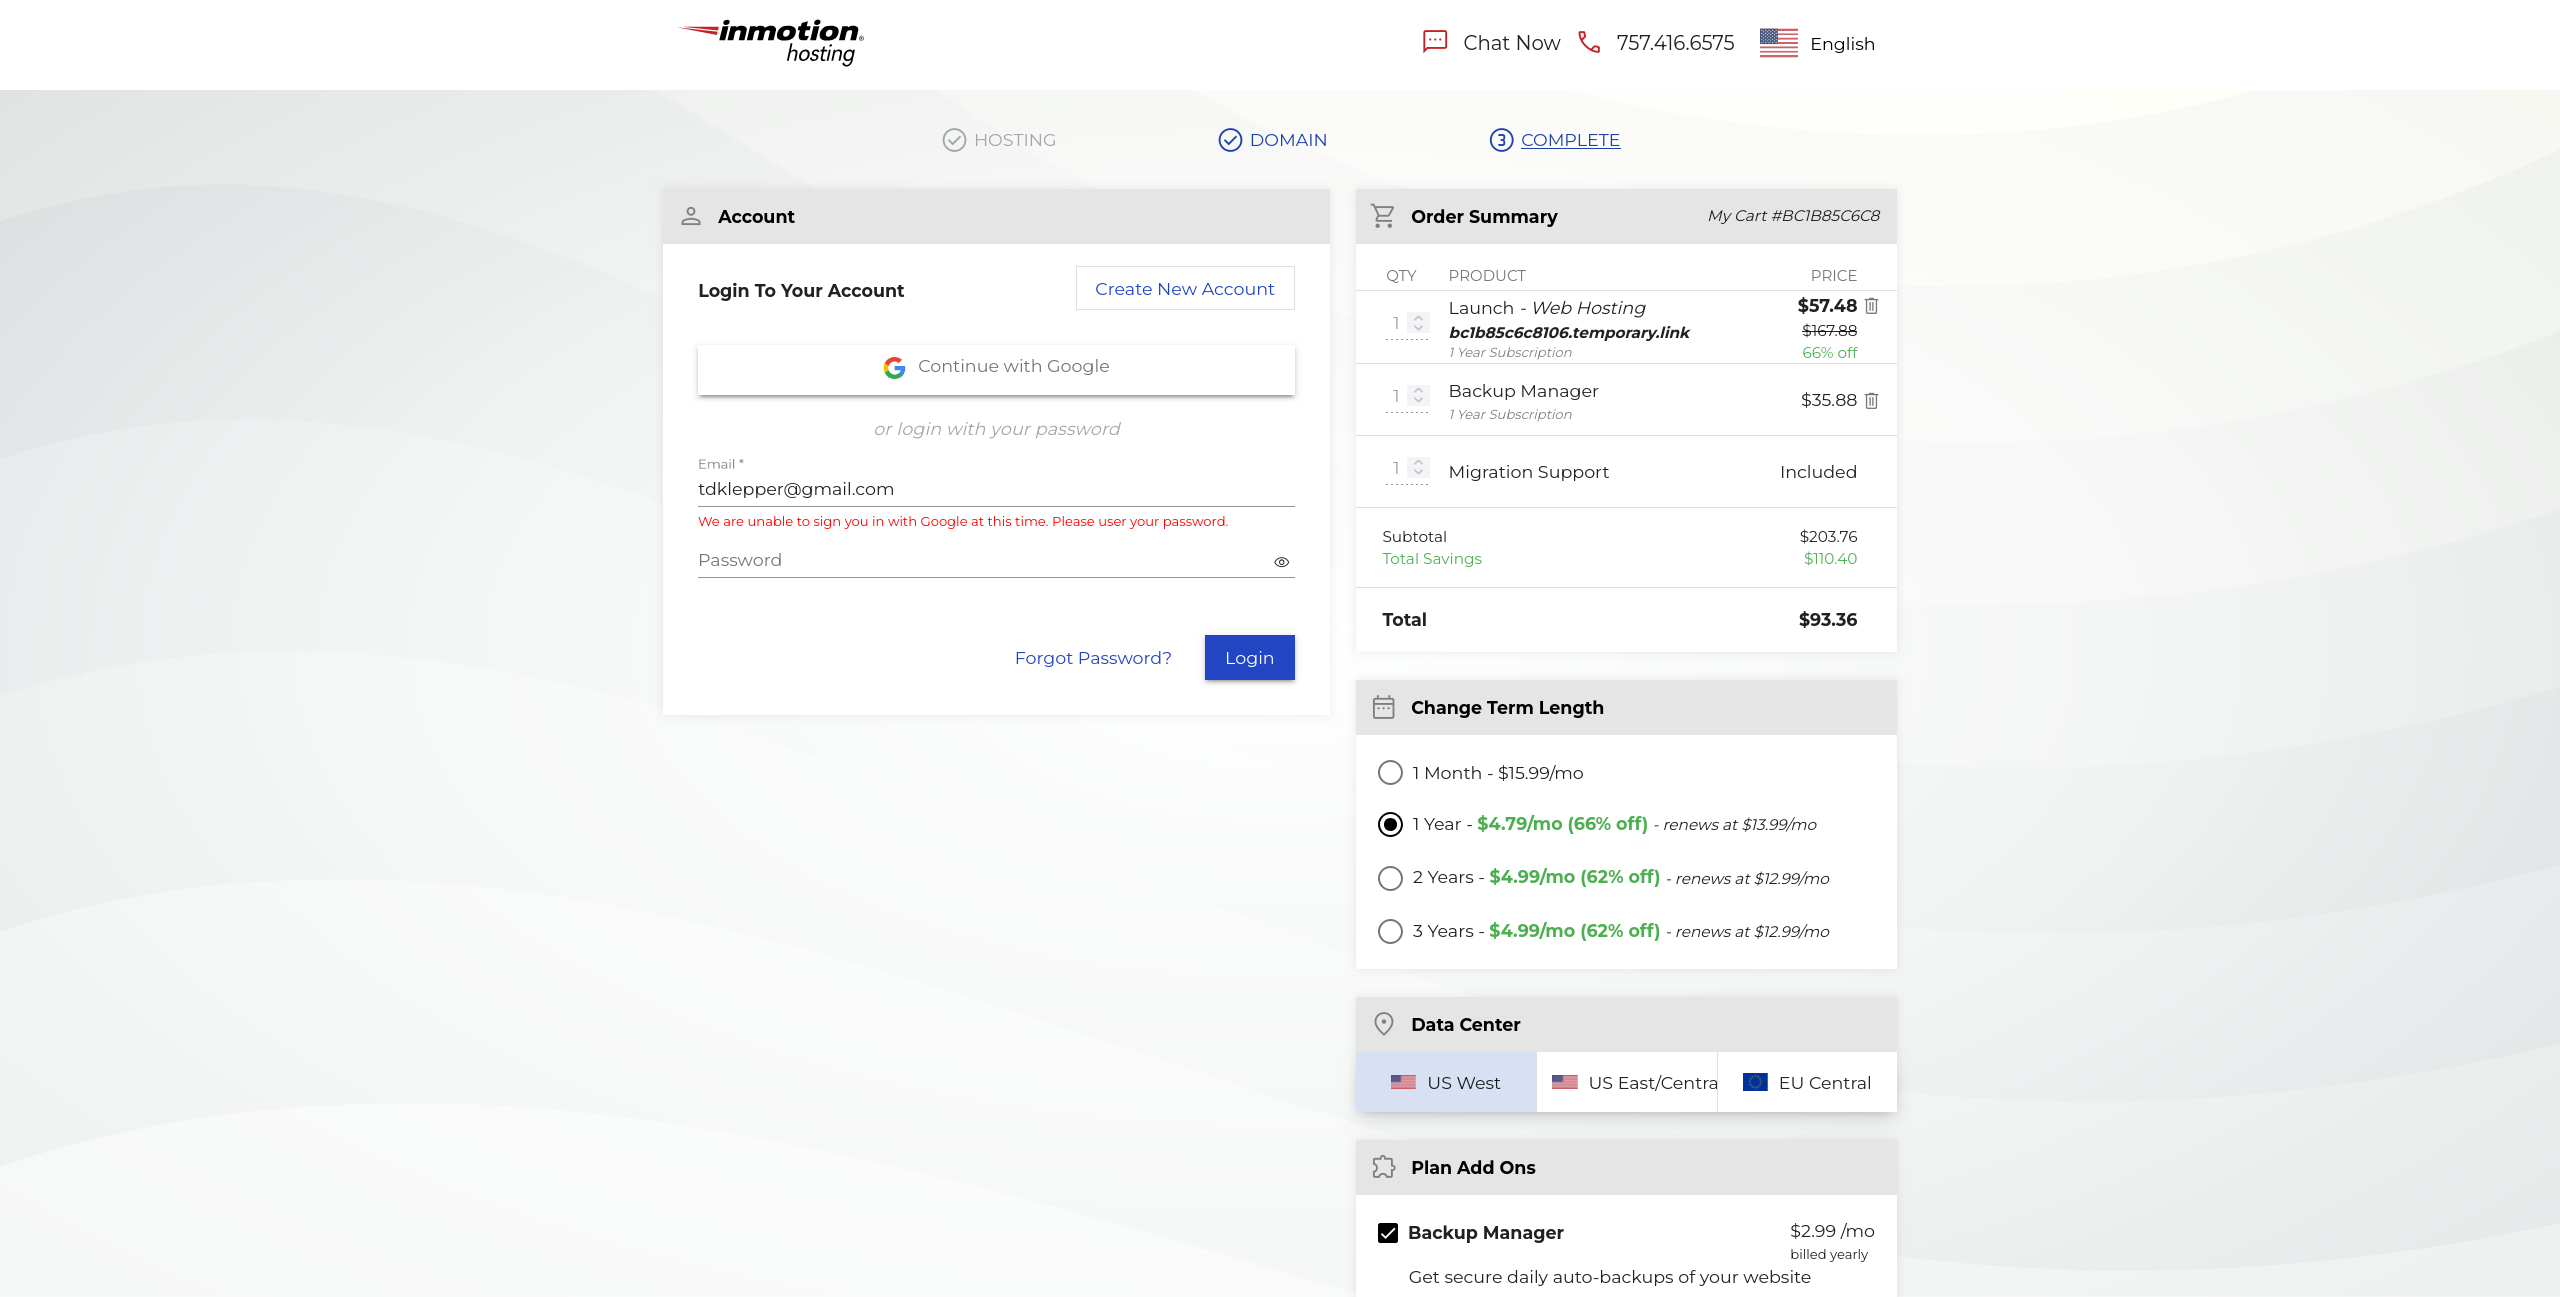 inmotion
hosting
Chat Now
757.416.6575
English
HOSTING
DOMAIN
3 COMPLETE
Account
Login To Your Account
Create New Account
Continue with Google
or login with your password
Email *
tdklepper@gmail.com
We are unable to sign you in with Google at this time. Please user your password.
Password
Forgot Password?
Login
Order Summary
My Cart #BC1B85C6C8
QTY PRODUCT PRICE
1 Launch - Web Hosting $57.48
bc1b85c6c8106.temporary.link $167.88
1 Year Subscription 66% off
1 Backup Manager $35.88
1 Year Subscription
1 Migration Support Included
Subtotal $203.76
Total Savings $110.40
Total $93.36
Change Term Length
1 Month - $15.99/mo
1 Year - $4.79/mo (66% off) - renews at $13.99/mo
2 Years - $4.99/mo (62% off) - renews at $12.99/mo
3 Years - $4.99/mo (62% off) - renews at $12.99/mo
Data Center
US West
US East/Centra
EU Central
Plan Add Ons
Backup Manager $2.99 /mo
billed yearly
Get secure daily auto-backups of your website